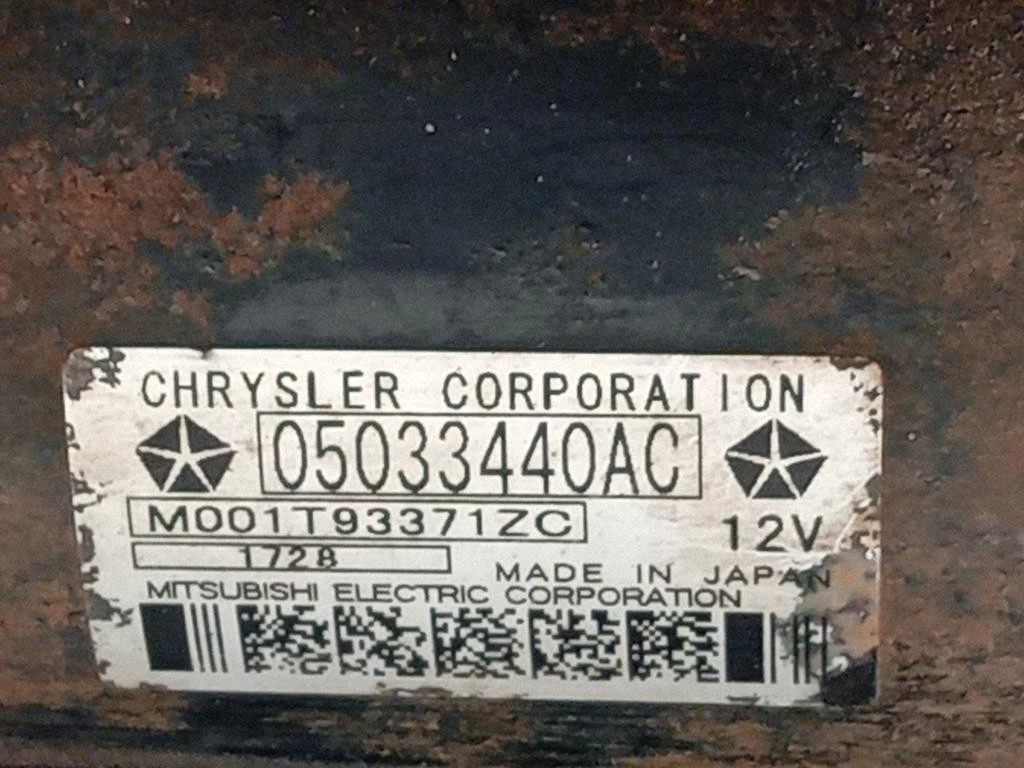 CHRYSLER CORPORATION
05033440AC
M001T93371ZC
12V
1728
MADE IN JAPAN
MITSUBISHI ELECTRIC CORPORATION